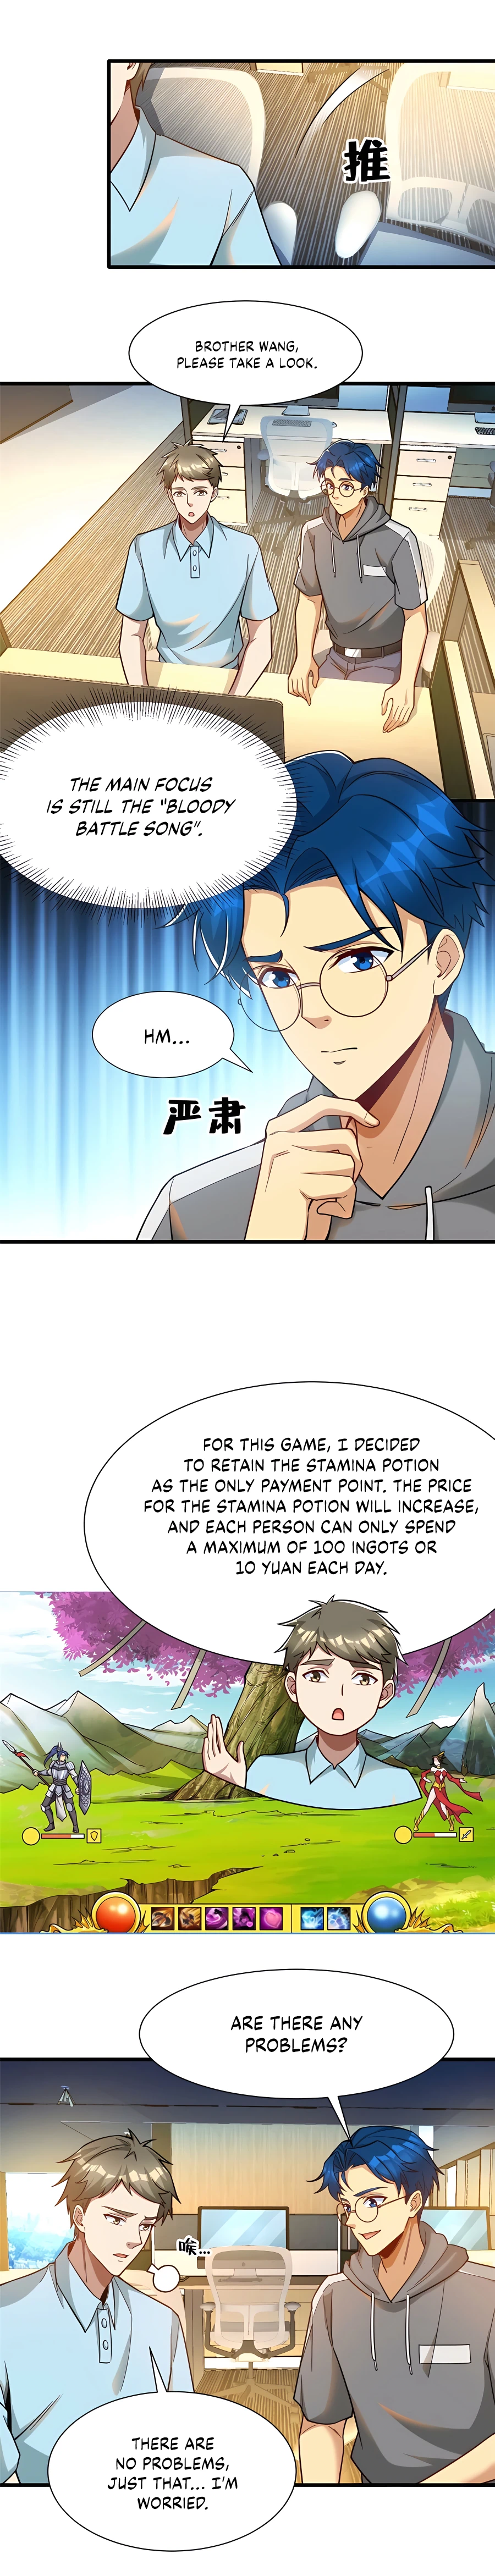 推
BROTHER WANG,
PLEASE TAKE A LOOK.
THE MAIN FOCUS
IS STILL THE "BLOODY
BATTLE SONG".
HM...
严肃
FOR THIS GAME, I DECIDED
TO RETAIN THE STAMINA POTION
AS THE ONLY PAYMENT POINT. THE PRICE
FOR THE STAMINA POTION WILL INCREASE,
AND EACH PERSON CAN ONLY SPEND
A MAXIMUM OF 100 INGOTS OR
10 YUAN EACH DAY.
ARE THERE ANY
PROBLEMS?
唉...
THERE ARE
NO PROBLEMS,
JUST THAT... I'M
WORRIED.